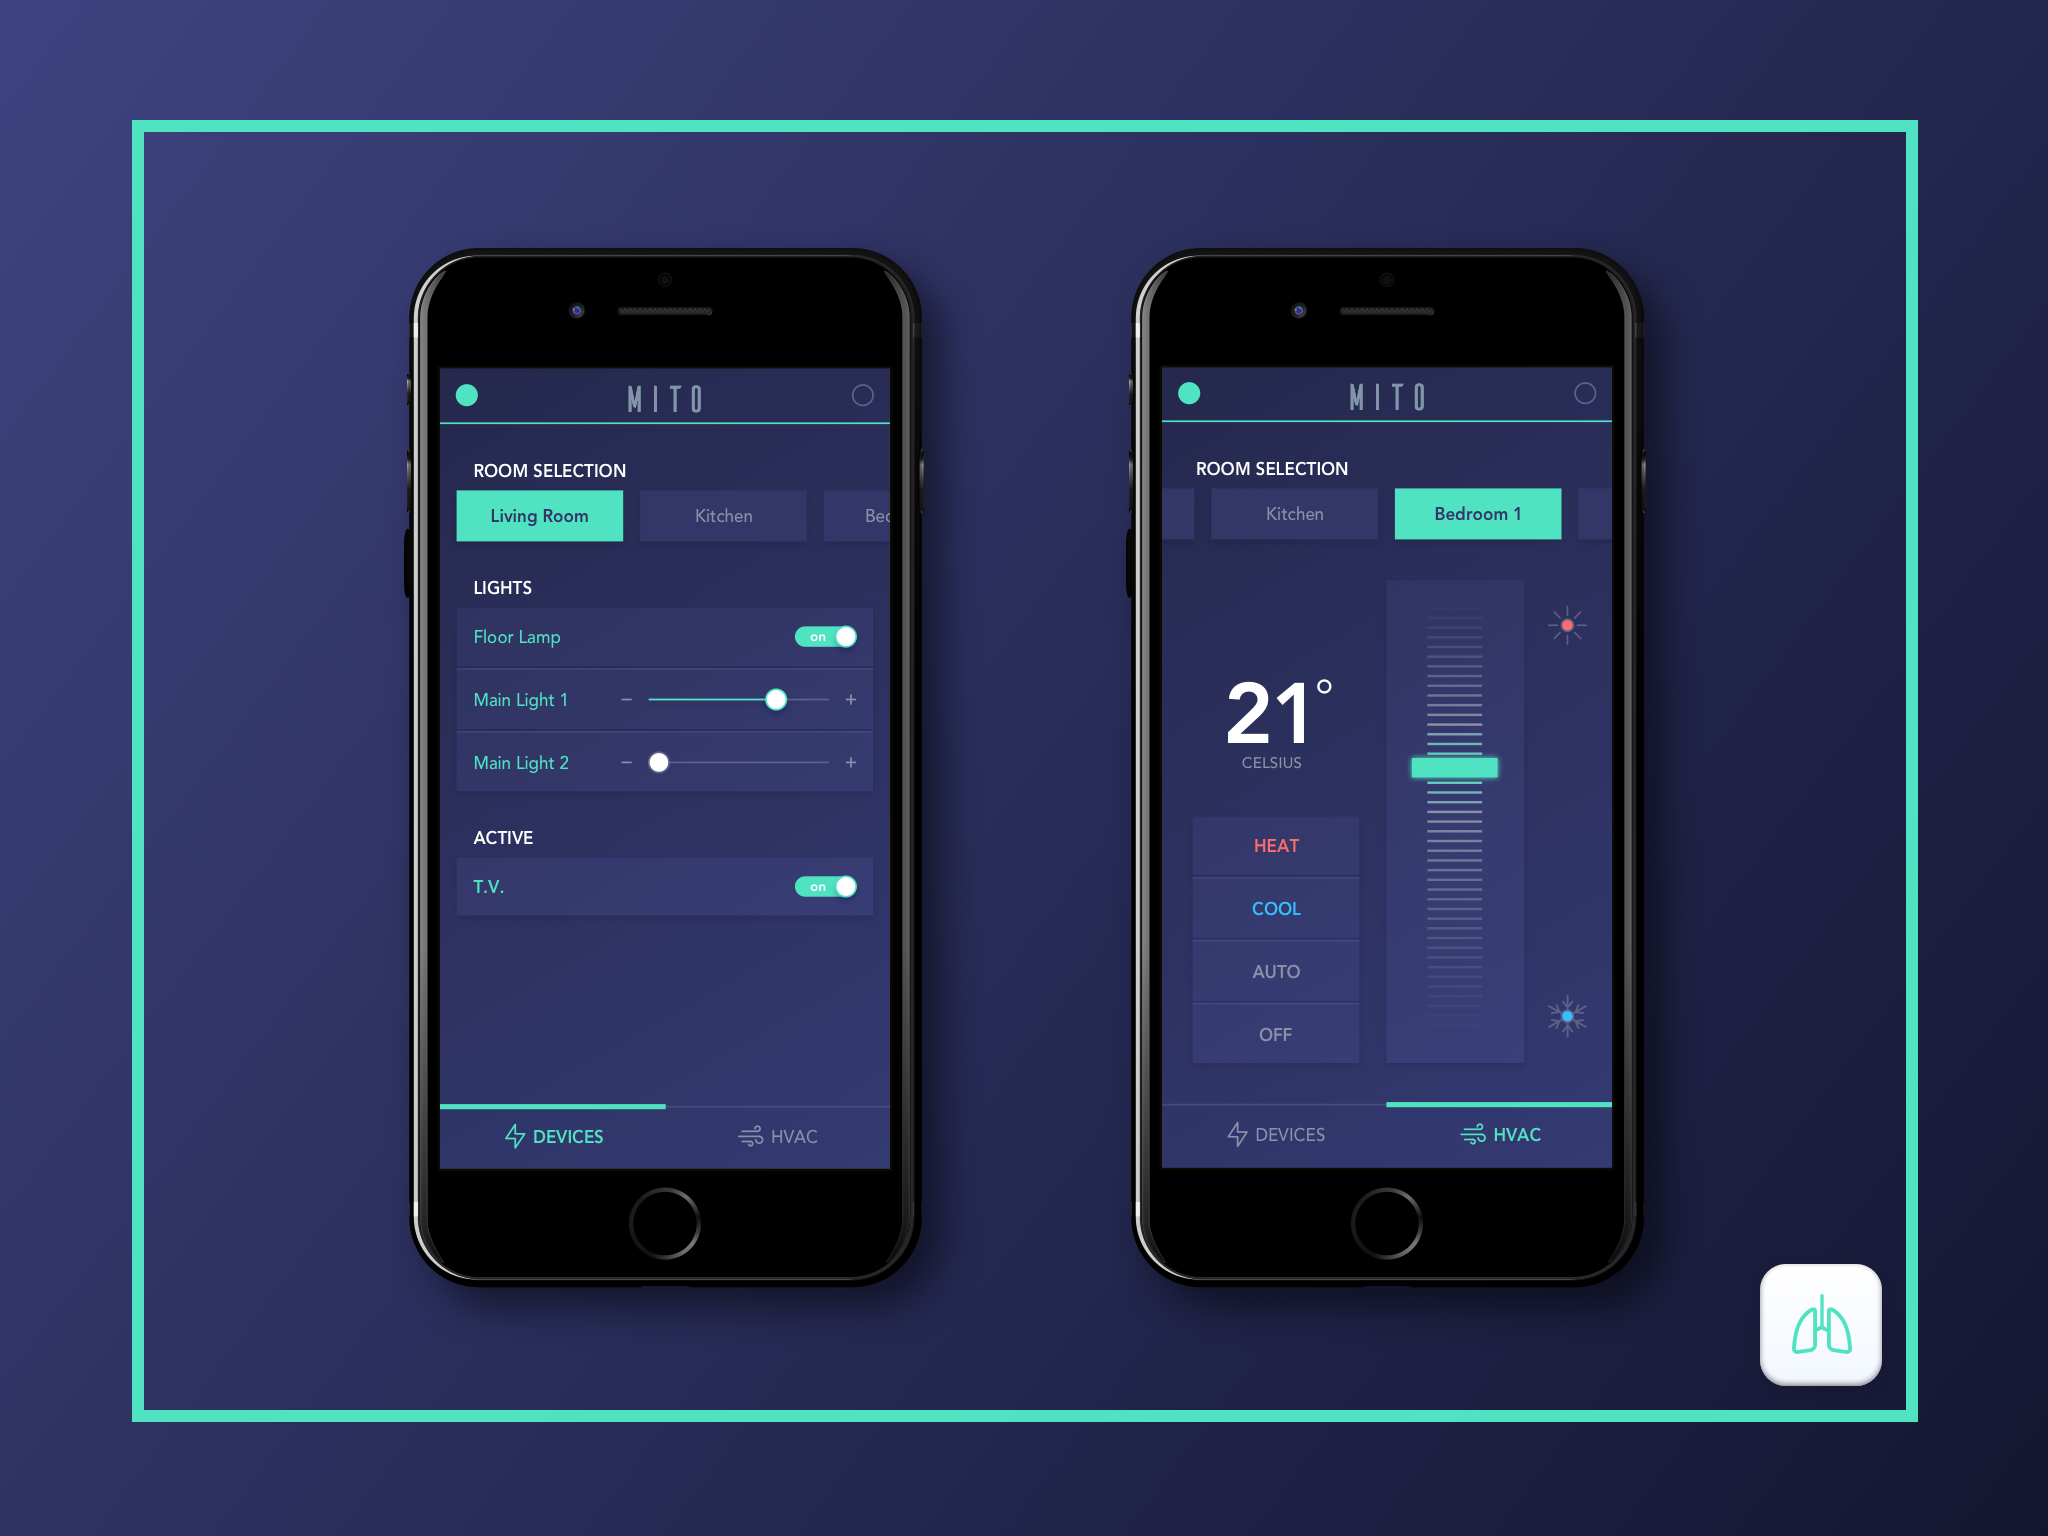 MITO
ROOM SELECTION
Living Room
Kitchen
Bed
LIGHTS
Floor Lamp
on
Main Light 1
− +
Main Light 2
− +
ACTIVE
T.V.
on
DEVICES
HVAC
MITO
ROOM SELECTION
Kitchen
Bedroom 1
21°
CELSIUS
HEAT
COOL
AUTO
OFF
DEVICES
HVAC